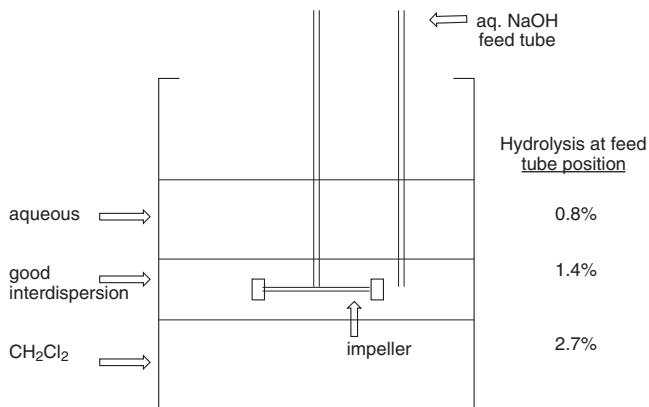 aq. NaOH
feed tube
Hydrolysis at feed
tube position
aqueous
0.8%
good
interdispersion
1.4%
CH₂Cl₂
impeller
2.7%